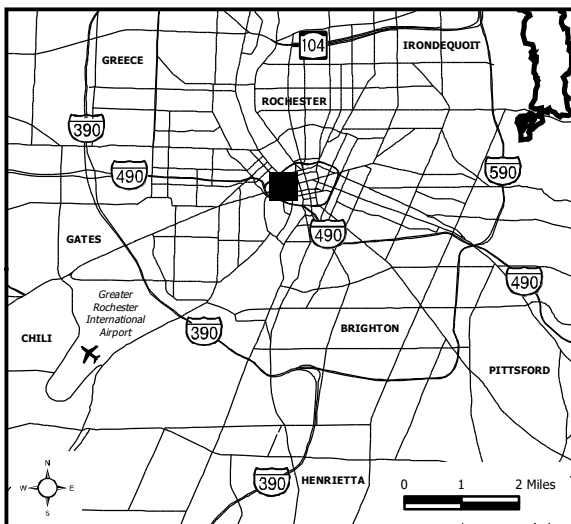 104
IRONDEQUOIT
GREECE
ROCHESTER
390
490
590
490
GATES
490
Greater
Rochester
International
Airport
390
BRIGHTON
CHILI
PITTSFORD
N
W
E
S
390
HENRIETTA
0 1 2 Miles